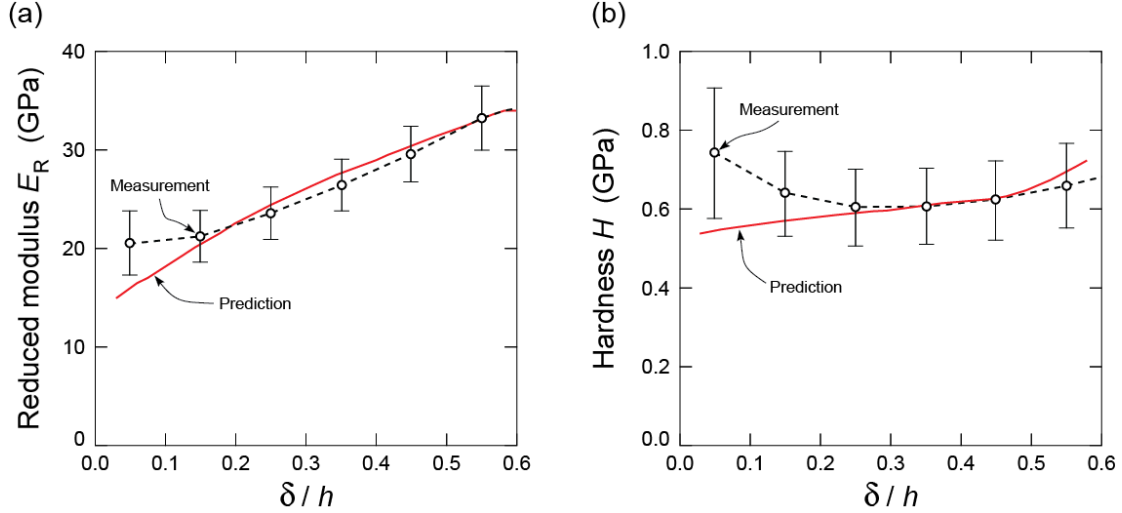 (a)
Reduced modulus E_R (GPa)
40
30
20
10
0
Measurement
Prediction
0.0 0.1 0.2 0.3 0.4 0.5 0.6
δ / h
(b)
Hardness H (GPa)
1.0
0.8
0.6
0.4
0.2
0.0
Measurement
Prediction
0.0 0.1 0.2 0.3 0.4 0.5 0.6
δ / h